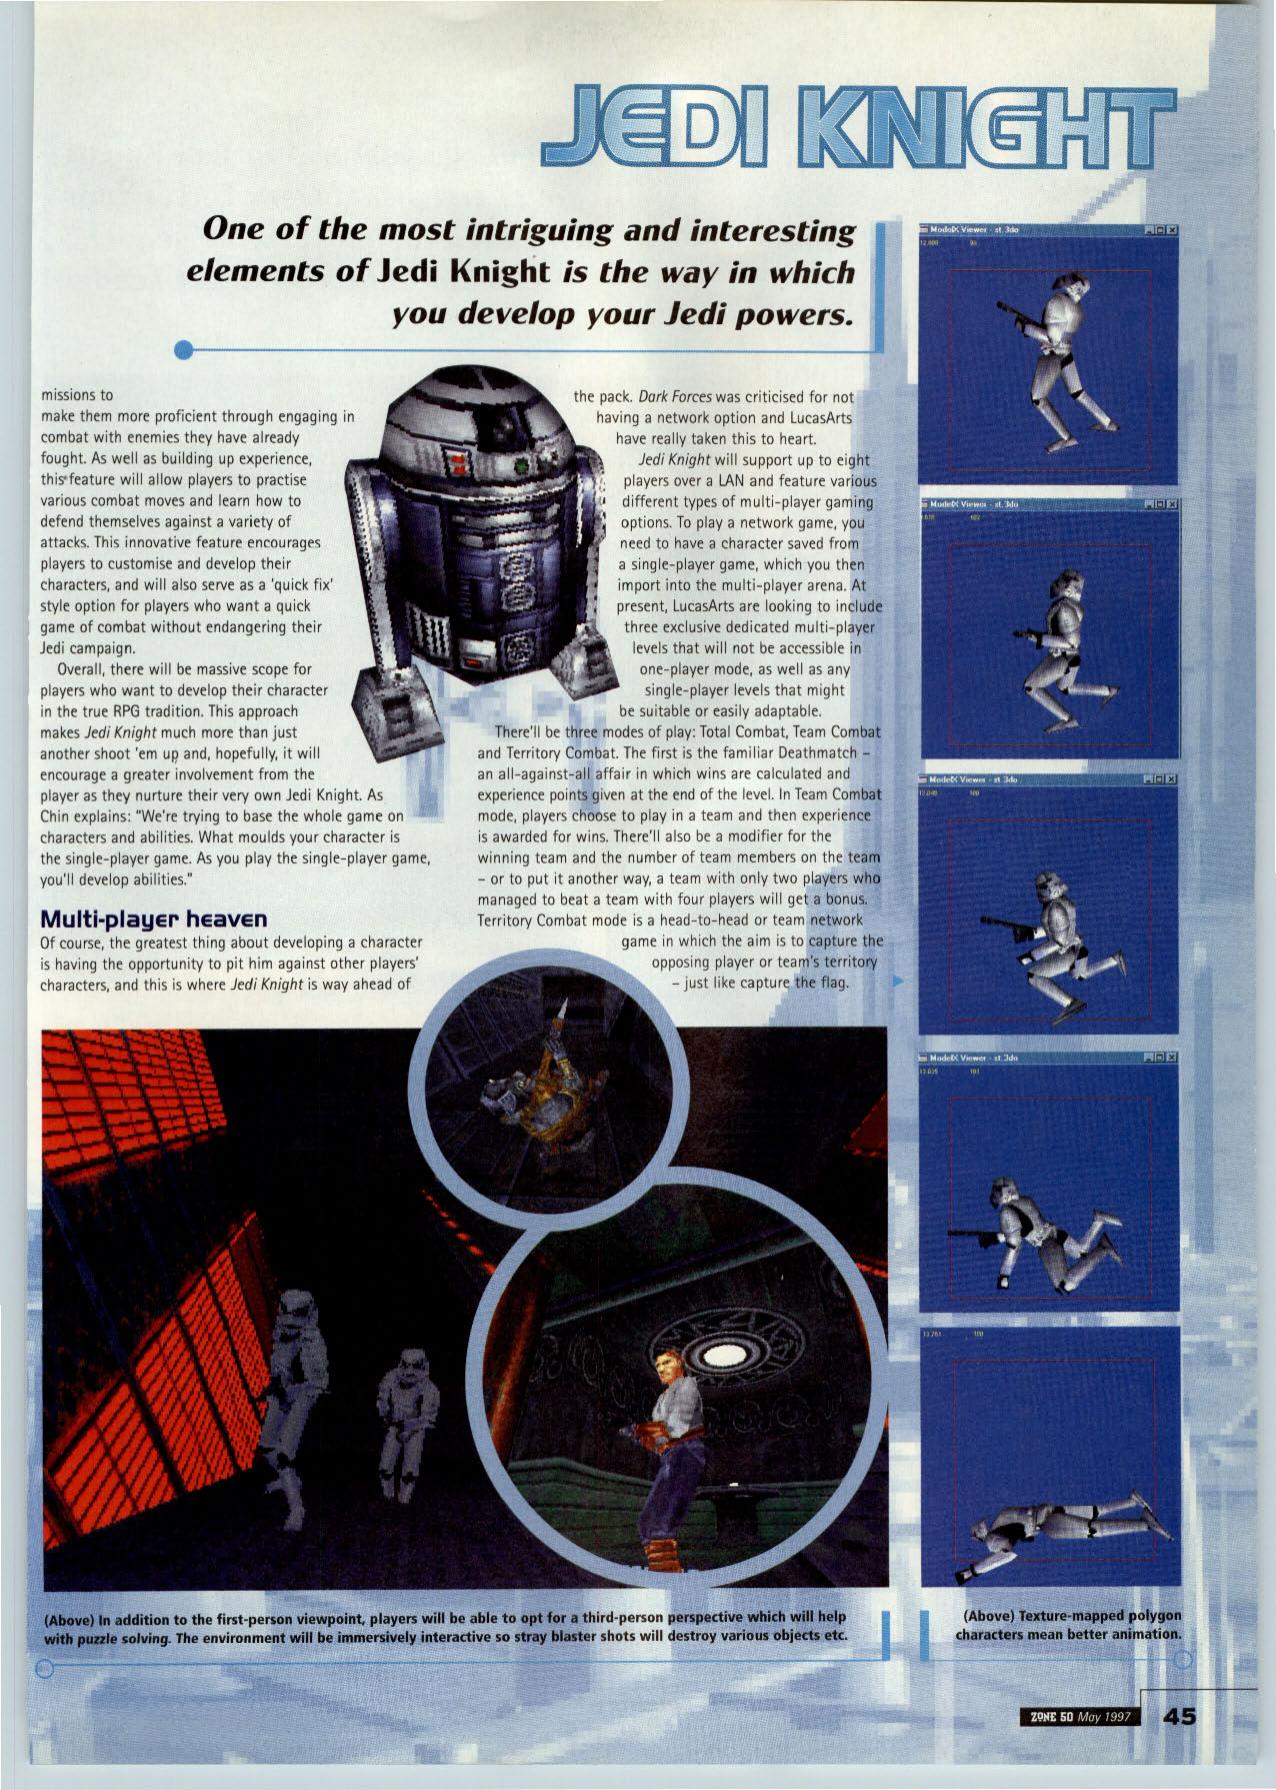 JEDI KNIGHT
One of the most intriguing and interesting
elements of Jedi Knight is the way in which
you develop your Jedi powers.
missions to
make them more proficient through engaging in
combat with enemies they have already
fought. As well as building up experience,
this feature will allow players to practise
various combat moves and learn how to
defend themselves against a variety of
attacks. This innovative feature encourages
players to customise and develop their
characters, and will also serve as a 'quick fix'
style option for players who want a quick
game of combat without endangering their
Jedi campaign.
Overall, there will be massive scope for
players who want to develop their character
in the true RPG tradition. This approach
makes Jedi Knight much more than just
another shoot 'em up and, hopefully, it will
encourage a greater involvement from the
player as they nurture their very own Jedi Knight. As
Chin explains: "We're trying to base the whole game on
characters and abilities. What moulds your character is
the single-player game. As you play the single-player game,
you'll develop abilities."
Multi-player heaven
Of course, the greatest thing about developing a character
is having the opportunity to pit him against other players'
characters, and this is where Jedi Knight is way ahead of
the pack. Dark Forces was criticised for not
having a network option and LucasArts
have really taken this to heart.
Jedi Knight will support up to eight
players over a LAN and feature various
different types of multi-player gaming
options. To play a network game, you
need to have a character saved from
a single-player game, which you then
import into the multi-player arena. At
present, LucasArts are looking to include
three exclusive dedicated multi-player
levels that will not be accessible in
one-player mode, as well as any
single-player levels that might
be suitable or easily adaptable.
There'll be three modes of play: Total Combat, Team Combat
and Territory Combat. The first is the familiar Deathmatch –
an all-against-all affair in which wins are calculated and
experience points given at the end of the level. In Team Combat
mode, players choose to play in a team and then experience
is awarded for wins. There'll also be a modifier for the
winning team and the number of team members on the team
– or to put it another way, a team with only two players who
managed to beat a team with four players will get a bonus.
Territory Combat mode is a head-to-head or team network
game in which the aim is to capture the
opposing player or team's territory
– just like capture the flag.
ModelX Viewer - st.3do
ModelX Viewer - st.3do
ModelX Viewer - st.3do
ModelX Viewer - st.3do
13.761 100
(Above) In addition to the first-person viewpoint, players will be able to opt for a third-person perspective which will help
with puzzle solving. The environment will be immersively interactive so stray blaster shots will destroy various objects etc.
(Above) Texture-mapped polygon
characters mean better animation.
ZONE 50 May 1997 45